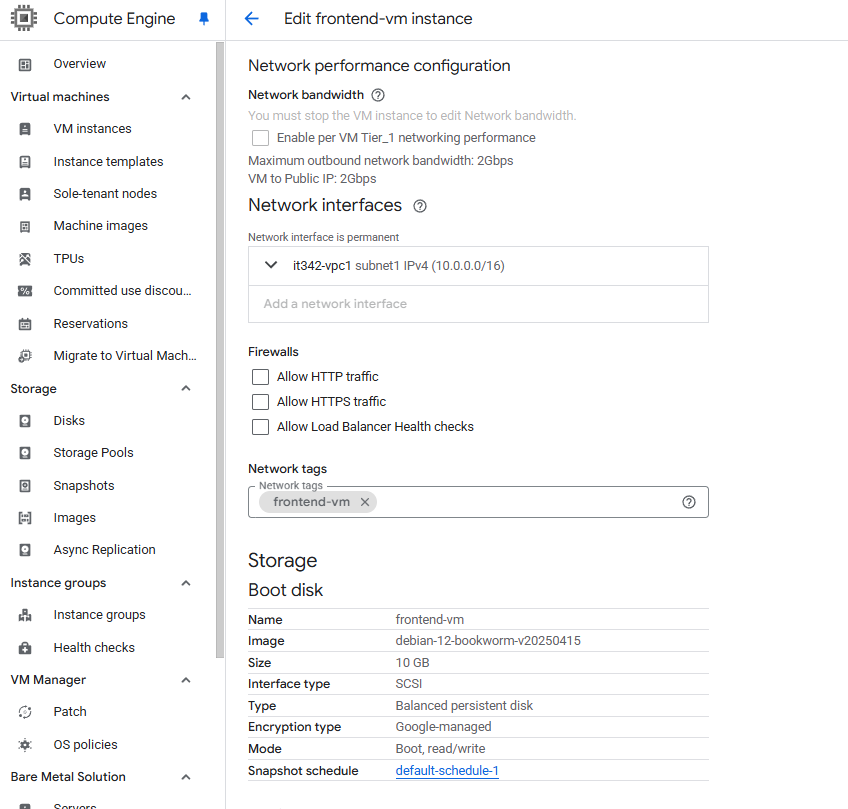 Compute Engine
Overview
Virtual machines
VM instances
Instance templates
Sole-tenant nodes
Machine images
TPUs
Committed use discou...
Reservations
Migrate to Virtual Mach...
Storage
Disks
Storage Pools
Snapshots
Images
Async Replication
Instance groups
Instance groups
Health checks
VM Manager
Patch
OS policies
Bare Metal Solution
Servers
Edit frontend-vm instance
Network performance configuration
Network bandwidth
You must stop the VM instance to edit Network bandwidth.
Enable per VM Tier_1 networking performance
Maximum outbound network bandwidth: 2Gbps
VM to Public IP: 2Gbps
Network interfaces
Network interface is permanent
it342-vpc1 subnet1 IPv4 (10.0.0.0/16)
Add a network interface
Firewalls
Allow HTTP traffic
Allow HTTPS traffic
Allow Load Balancer Health checks
Network tags
Network tags
frontend-vm
Storage
Boot disk
Name frontend-vm
Image debian-12-bookworm-v20250415
Size 10 GB
Interface type SCSI
Type Balanced persistent disk
Encryption type Google-managed
Mode Boot, read/write
Snapshot schedule default-schedule-1